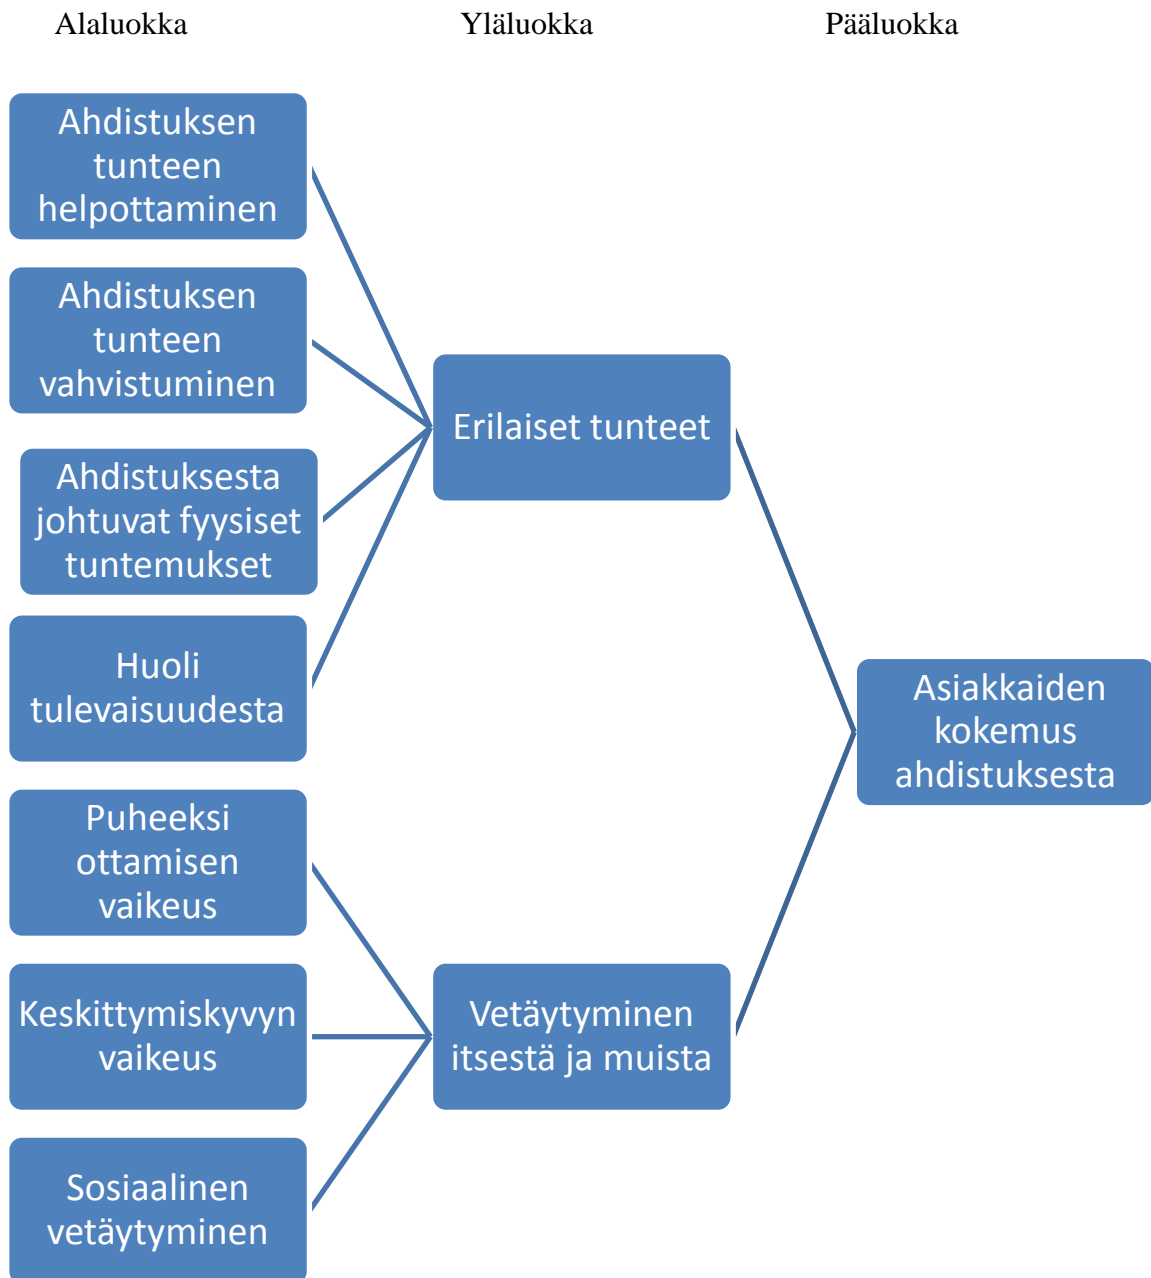 Alaluokka
Yläluokka
Pääluokka
Ahdistuksen
tunteen
helpottaminen
Ahdistuksen
tunteen
vahvistuminen
Ahdistuksesta
johtuvat fyysiset
tuntemukset
Huoli
tulevaisuudesta
Puheeksi
ottamisen
vaikeus
Keskittymiskyvyn
vaikeus
Sosiaalinen
vetäytyminen
Erilaiset tunteet
Vetäytyminen
itsestä ja muista
Asiakkaiden
kokemus
ahdistuksesta